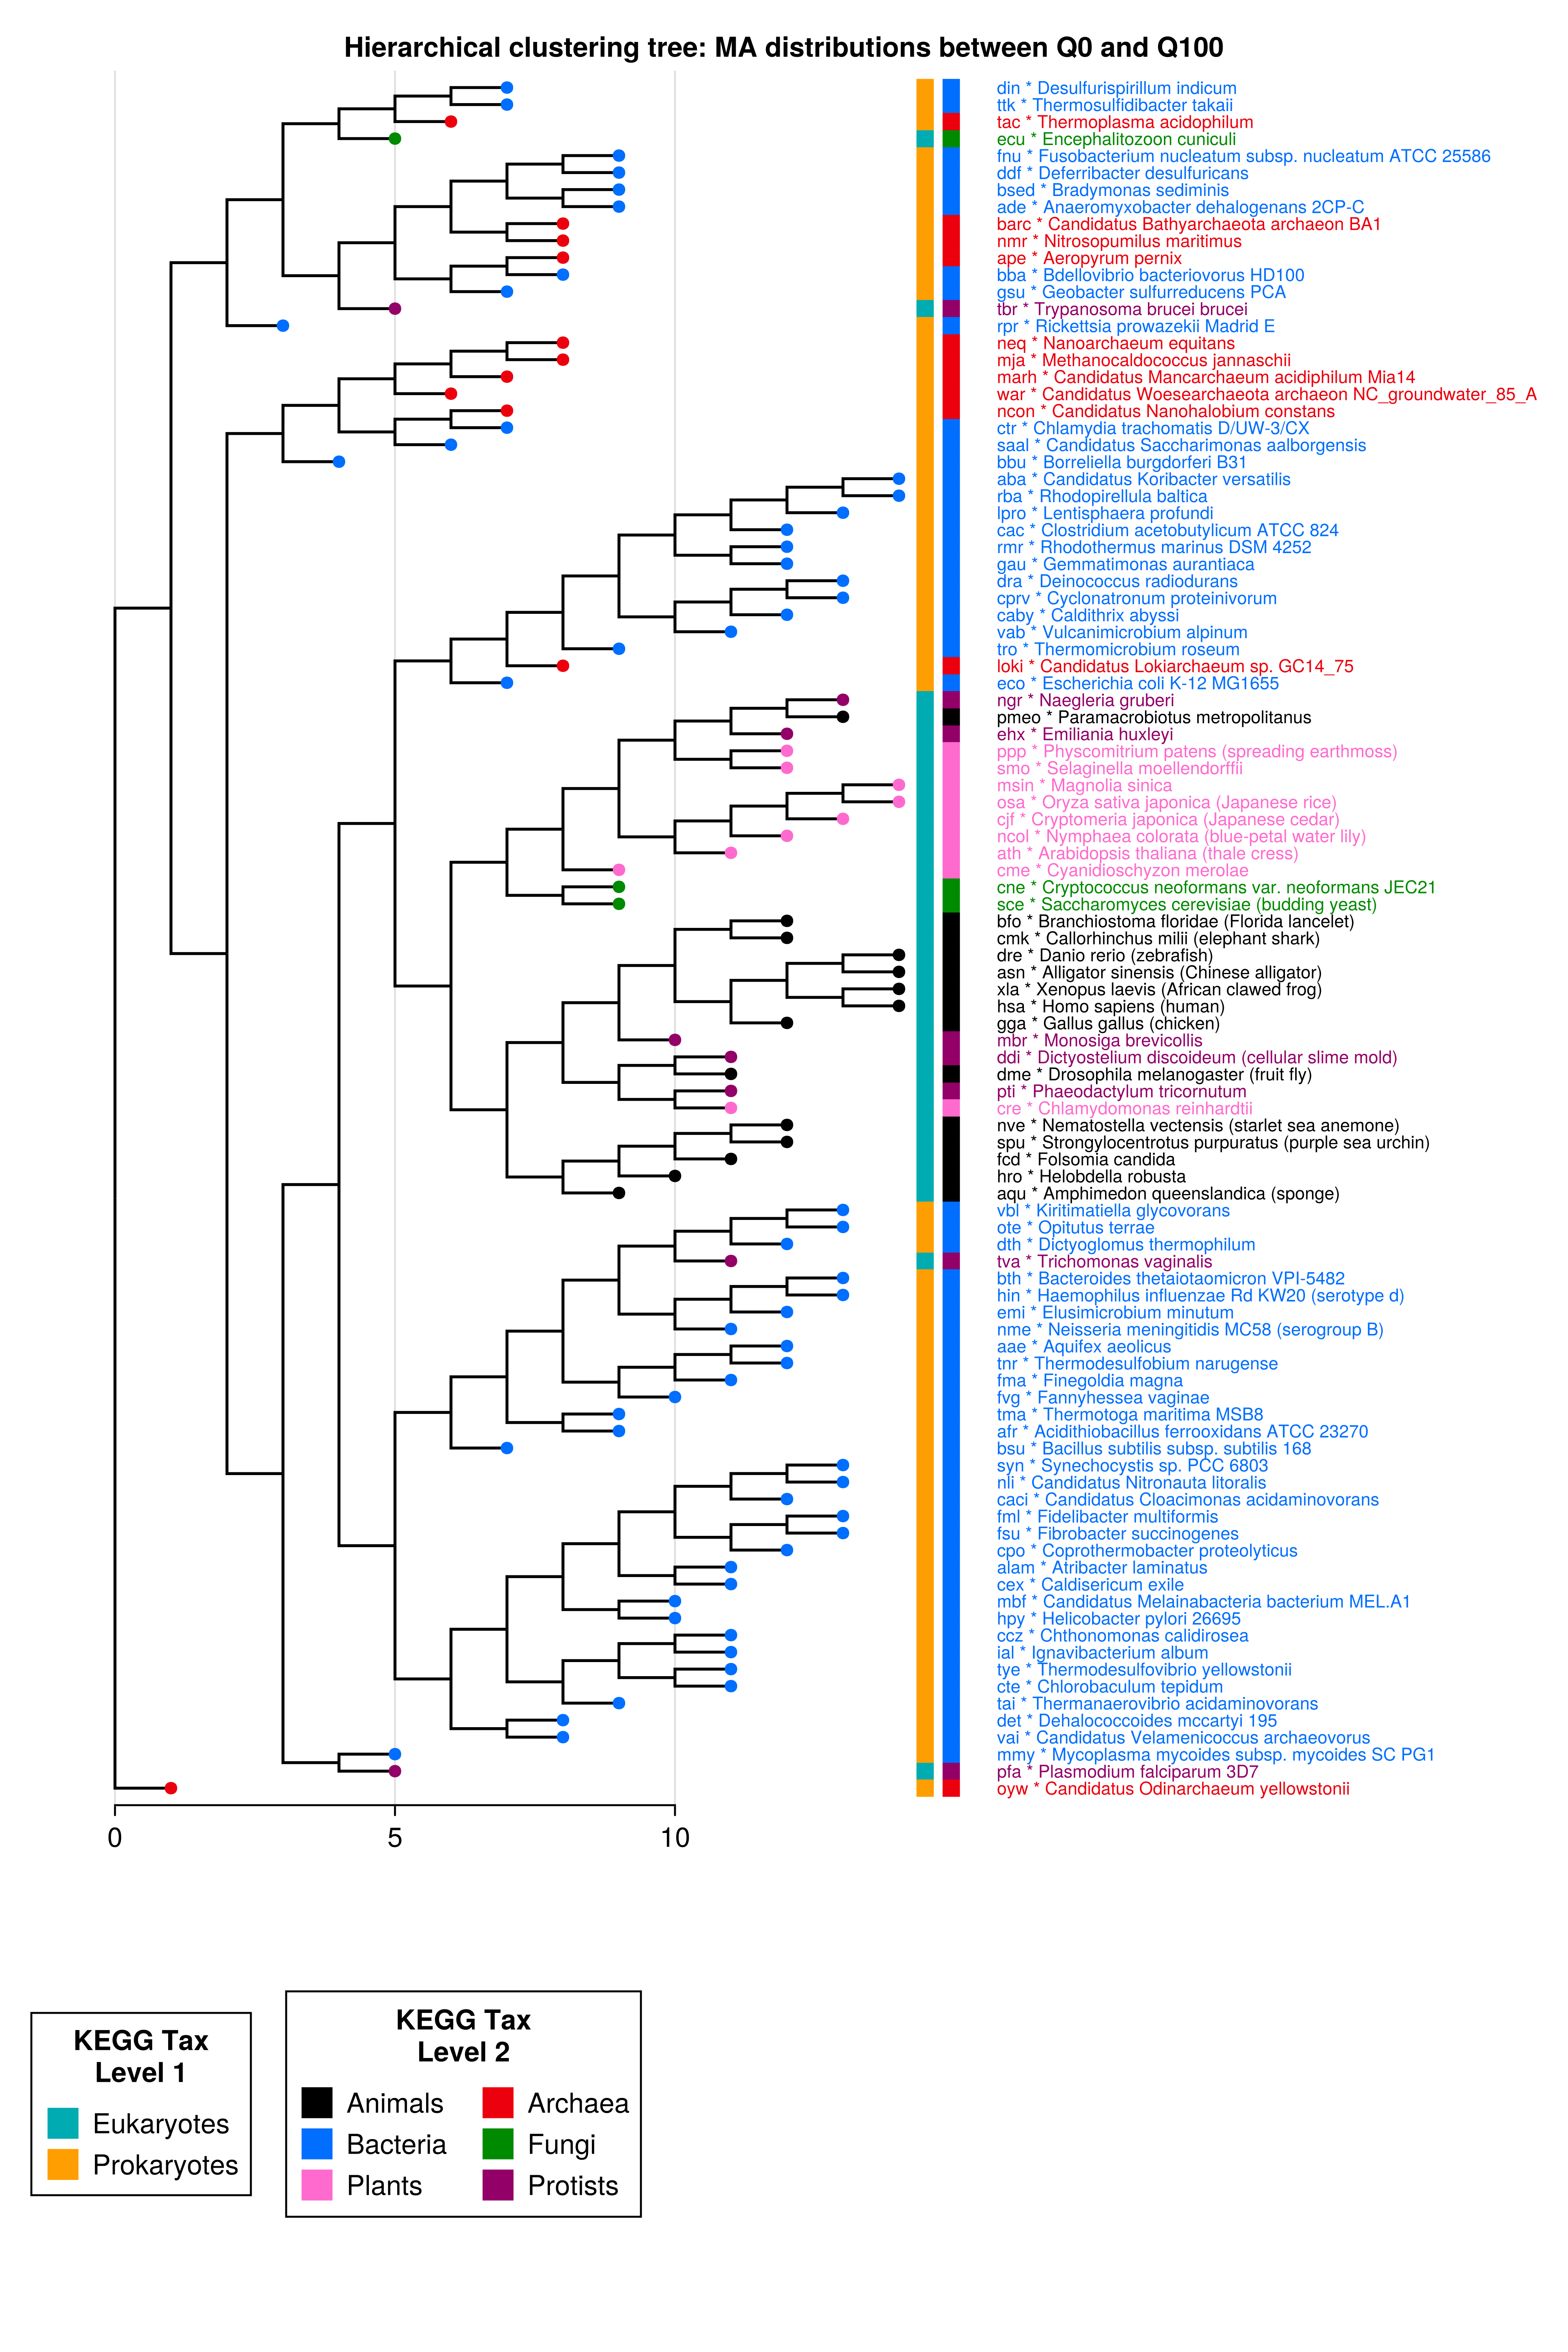 Hierarchical clustering tree: MA distributions between Q0 and Q100
din * Desulfurispirillum indicum
ttk * Thermosulfidibacter takaii
tac * Thermoplasma acidophilum
ecu * Encephalitozoon cuniculi
fnu * Fusobacterium nucleatum subsp. nucleatum ATCC 25586
ddf * Deferribacter desulfuricans
bsed * Bradymonas sediminis
ade * Anaeromyxobacter dehalogenans 2CP-C
barc * Candidatus Bathyarchaeota archaeon BA1
nmr * Nitrosopumilus maritimus
ape * Aeropyrum pernix
bba * Bdellovibrio bacteriovorus HD100
gsu * Geobacter sulfurreducens PCA
tbr * Trypanosoma brucei brucei
rpr * Rickettsia prowazekii Madrid E
neq * Nanoarchaeum equitans
mja * Methanocaldococcus jannaschii
marh * Candidatus Mancarchaeum acidiphilum Mia14
war * Candidatus Woesearchaeota archaeon NC_groundwater_85_A
ncon * Candidatus Nanohalobium constans
ctr * Chlamydia trachomatis D/UW-3/CX
saal * Candidatus Saccharimonas aalborgensis
bbu * Borreliella burgdorferi B31
aba * Candidatus Koribacter versatilis
rba * Rhodopirellula baltica
lpro * Lentisphaera profundi
cac * Clostridium acetobutylicum ATCC 824
rmr * Rhodothermus marinus DSM 4252
gau * Gemmatimonas aurantiaca
dra * Deinococcus radiodurans
cprv * Cyclonatronum proteinivorum
caby * Caldithrix abyssi
vab * Vulcanimicrobium alpinum
tro * Thermomicrobium roseum
loki * Candidatus Lokiarchaeum sp. GC14_75
eco * Escherichia coli K-12 MG1655
ngr * Naegleria gruberi
pmeo * Paramacrobiotus metropolitanus
ehx * Emiliania huxleyi
ppp * Physcomitrium patens (spreading earthmoss)
smo * Selaginella moellendorffii
msin * Magnolia sinica
osa * Oryza sativa japonica (Japanese rice)
cjf * Cryptomeria japonica (Japanese cedar)
ncol * Nymphaea colorata (blue-petal water lily)
ath * Arabidopsis thaliana (thale cress)
cme * Cyanidioschyzon merolae
cne * Cryptococcus neoformans var. neoformans JEC21
sce * Saccharomyces cerevisiae (budding yeast)
bfo * Branchiostoma floridae (Florida lancelet)
cmk * Callorhinchus milii (elephant shark)
dre * Danio rerio (zebrafish)
asn * Alligator sinensis (Chinese alligator)
xla * Xenopus laevis (African clawed frog)
hsa * Homo sapiens (human)
gga * Gallus gallus (chicken)
mbr * Monosiga brevicollis
ddi * Dictyostelium discoideum (cellular slime mold)
dme * Drosophila melanogaster (fruit fly)
pti * Phaeodactylum tricornutum
cre * Chlamydomonas reinhardtii
nve * Nematostella vectensis (starlet sea anemone)
spu * Strongylocentrotus purpuratus (purple sea urchin)
fcd * Folsomia candida
hro * Helobdella robusta
aqu * Amphimedon queenslandica (sponge)
vbl * Kiritimatiella glycovorans
ote * Opitutus terrae
dth * Dictyoglomus thermophilum
tva * Trichomonas vaginalis
bth * Bacteroides thetaiotaomicron VPI-5482
hin * Haemophilus influenzae Rd KW20 (serotype d)
emi * Elusimicrobium minutum
nme * Neisseria meningitidis MC58 (serogroup B)
aae * Aquifex aeolicus
tnr * Thermodesulfobium narugense
fma * Finegoldia magna
fvg * Fannyhessea vaginae
tma * Thermotoga maritima MSB8
afr * Acidithiobacillus ferrooxidans ATCC 23270
bsu * Bacillus subtilis subsp. subtilis 168
syn * Synechocystis sp. PCC 6803
nli * Candidatus Nitronauta litoralis
caci * Candidatus Cloacimonas acidaminovorans
fml * Fidelibacter multiformis
fsu * Fibrobacter succinogenes
cpo * Coprothermobacter proteolyticus
alam * Atribacter laminatus
cex * Caldisericum exile
mbf * Candidatus Melainabacteria bacterium MEL.A1
hpy * Helicobacter pylori 26695
ccz * Chthonomonas calidirosea
ial * Ignavibacterium album
tye * Thermodesulfovibrio yellowstonii
cte * Chlorobaculum tepidum
tai * Thermanaerovibrio acidaminovorans
det * Dehalococcoides mccartyi 195
vai * Candidatus Velamenicoccus archaeovorus
mmy * Mycoplasma mycoides subsp. mycoides SC PG1
pfa * Plasmodium falciparum 3D7
oyw * Candidatus Odinarchaeum yellowstonii
0 5 10
KEGG Tax
Level 1
Eukaryotes
Prokaryotes
KEGG Tax
Level 2
Animals Archaea
Bacteria Fungi
Plants Protists